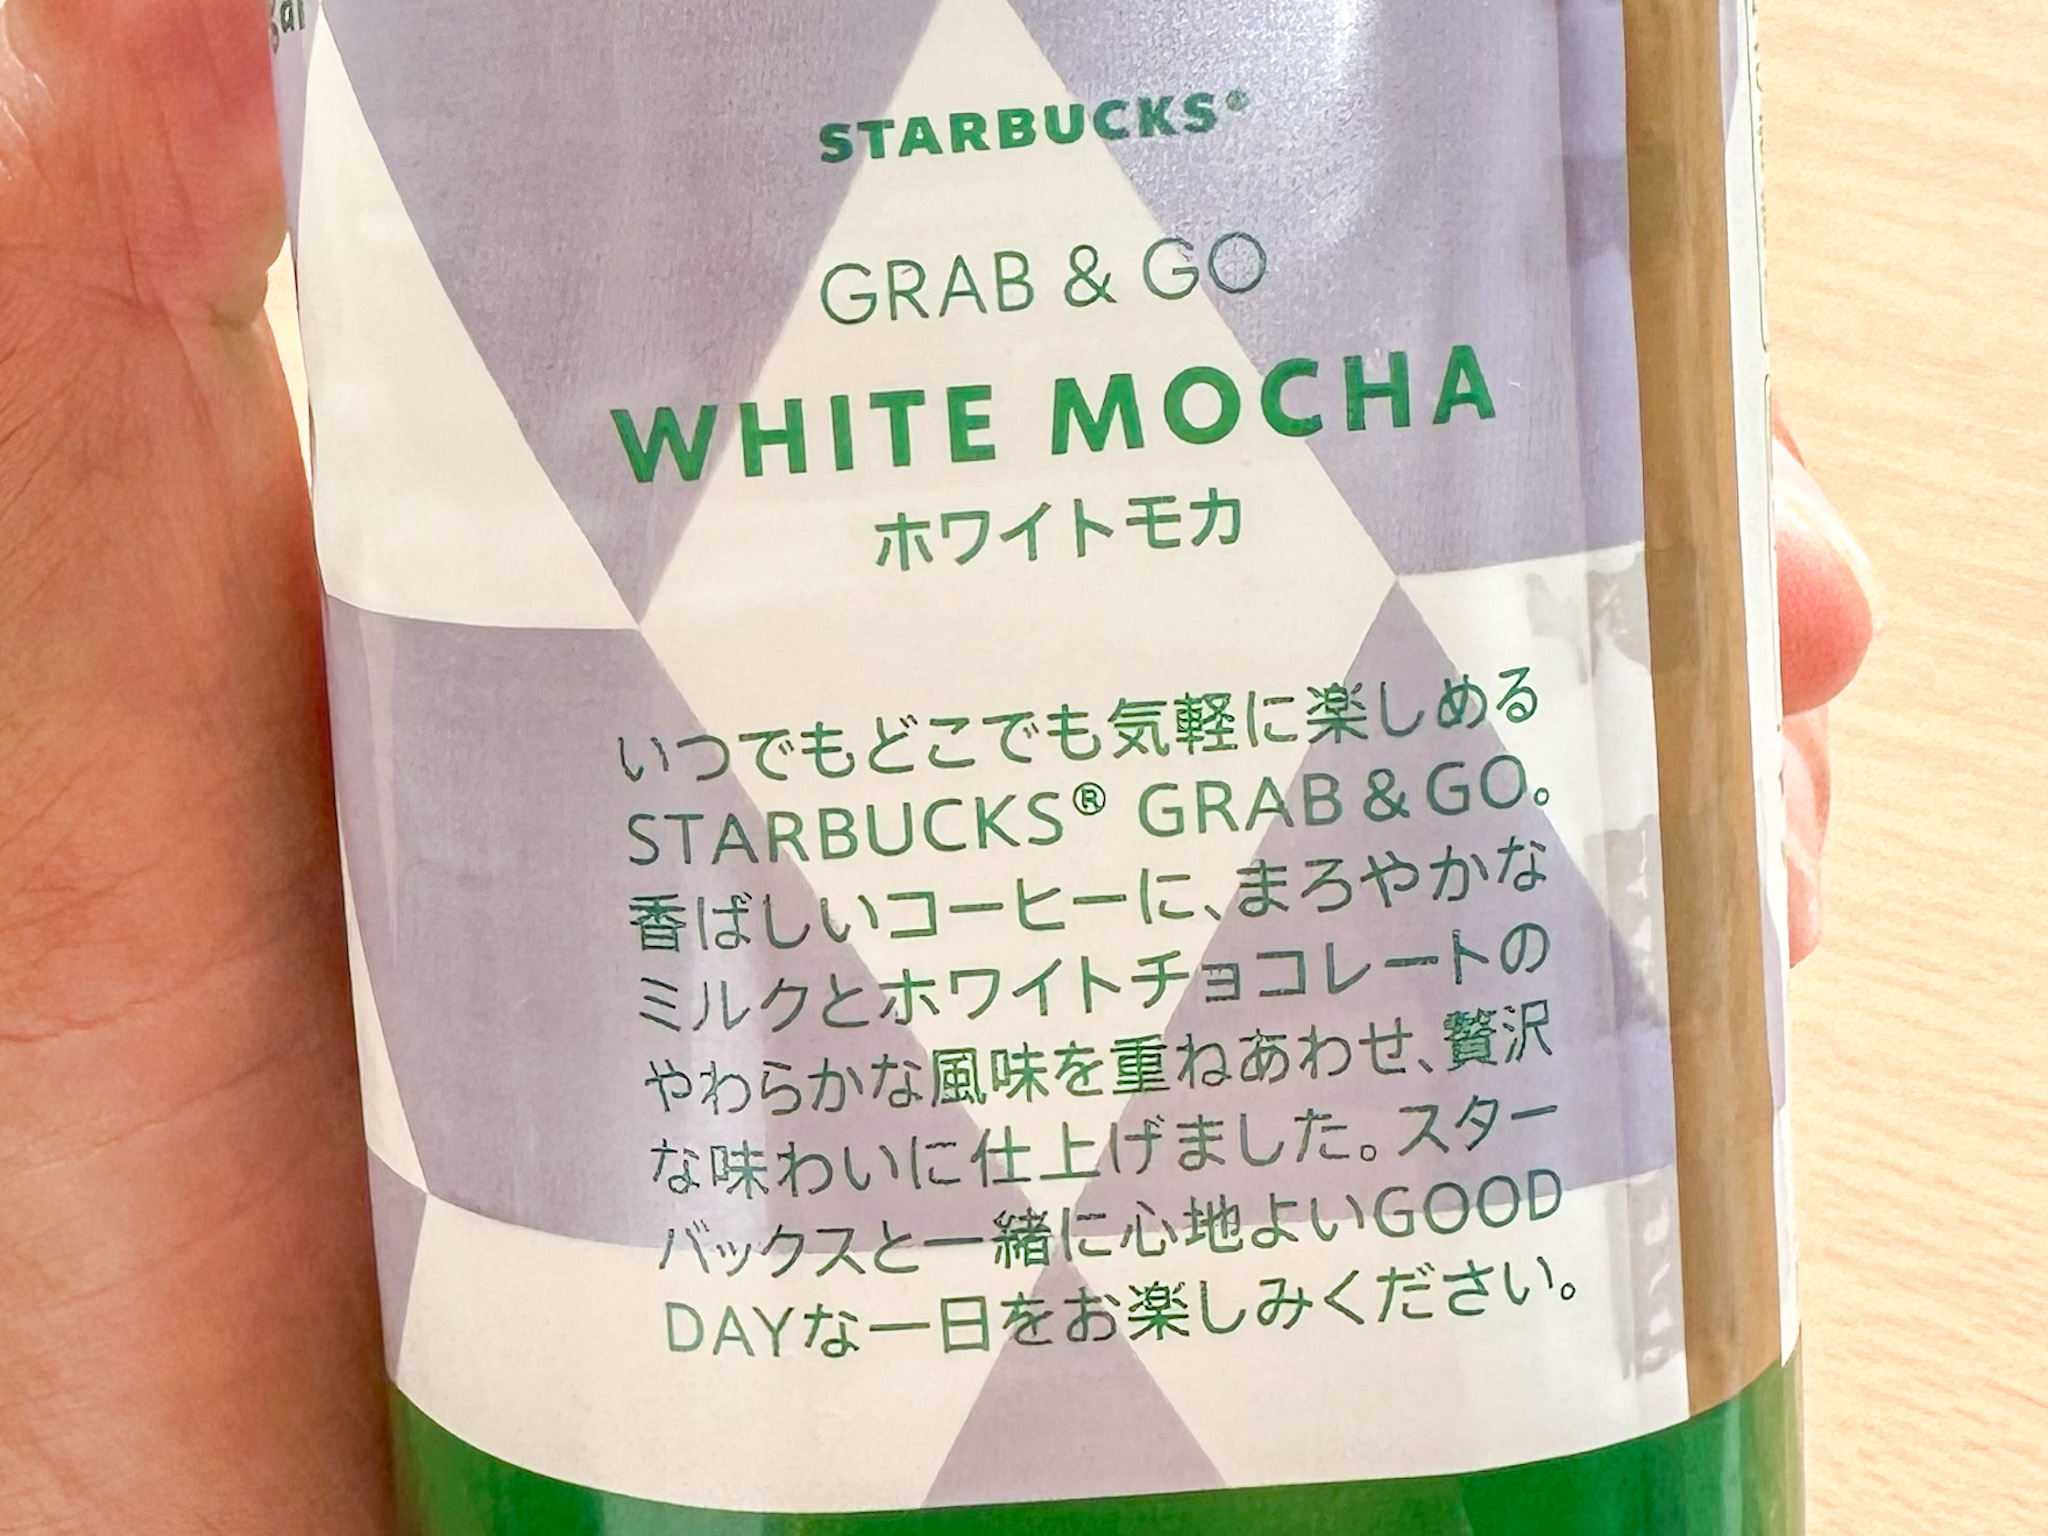 STARBUCKS®
GRAB & GO
WHITE MOCHA
ホワイトモカ
いつでもどこでも気軽に楽しめる
STARBUCKS® GRAB & GO。
香ばしいコーヒーに、まろやかな
ミルクとホワイトチョコレートの
やわらかな風味を重ねあわせ、贅沢
な味わいに仕上げました。スター
バックスと一緒に心地よいGOOD
DAYな一日をお楽しみください。